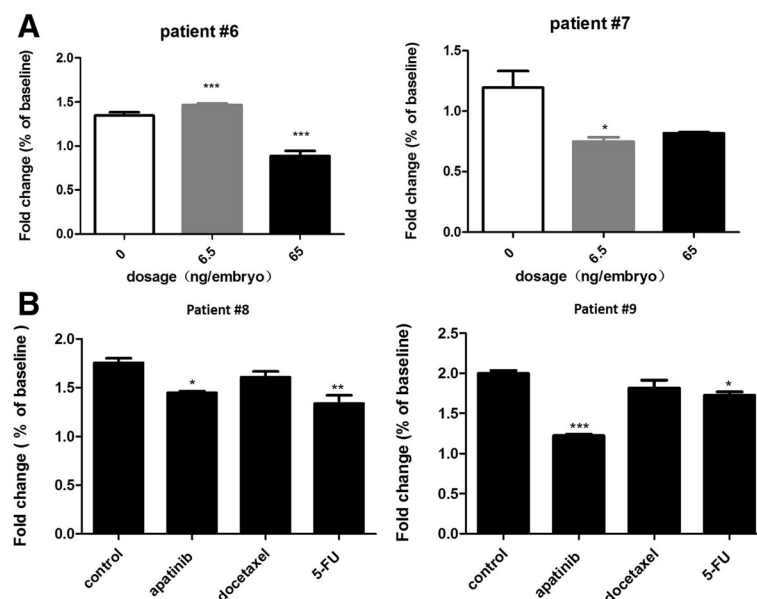 A
patient #6
Fold change (% of baseline)
2.0
1.5
1.0
0.5
0.0
***
***
0
6.5
65
dosage（ng/embryo）
patient #7
Fold change (% of baseline)
1.5
1.0
0.5
0.0
*
0
6.5
65
dosage（ng/embryo）
B
Patient #8
Fold change ( % of baseline )
2.0
1.5
1.0
0.5
0.0
*
**
control
apatinib
docetaxel
5-FU
Patient #9
Fold change (% of baseline)
2.5
2.0
1.5
1.0
0.5
0.0
***
*
control
apatinib
docetaxel
5-FU